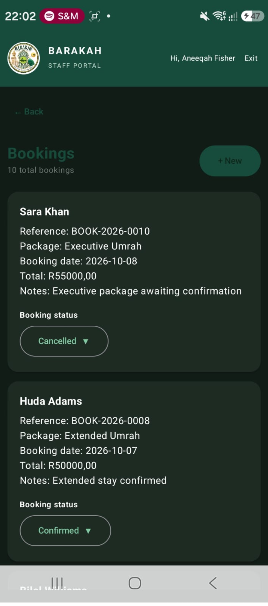 22:02 S&M 47
BARAKAH
STAFF PORTAL
Hi, Aneeqah Fisher Exit
← Back
Bookings
10 total bookings
+ New
Sara Khan
Reference: BOOK-2026-0010
Package: Executive Umrah
Booking date: 2026-10-08
Total: R55000,00
Notes: Executive package awaiting confirmation
Booking status
Cancelled ▼
Huda Adams
Reference: BOOK-2026-0008
Package: Extended Umrah
Booking date: 2026-10-07
Total: R50000,00
Notes: Extended stay confirmed
Booking status
Confirmed ▼